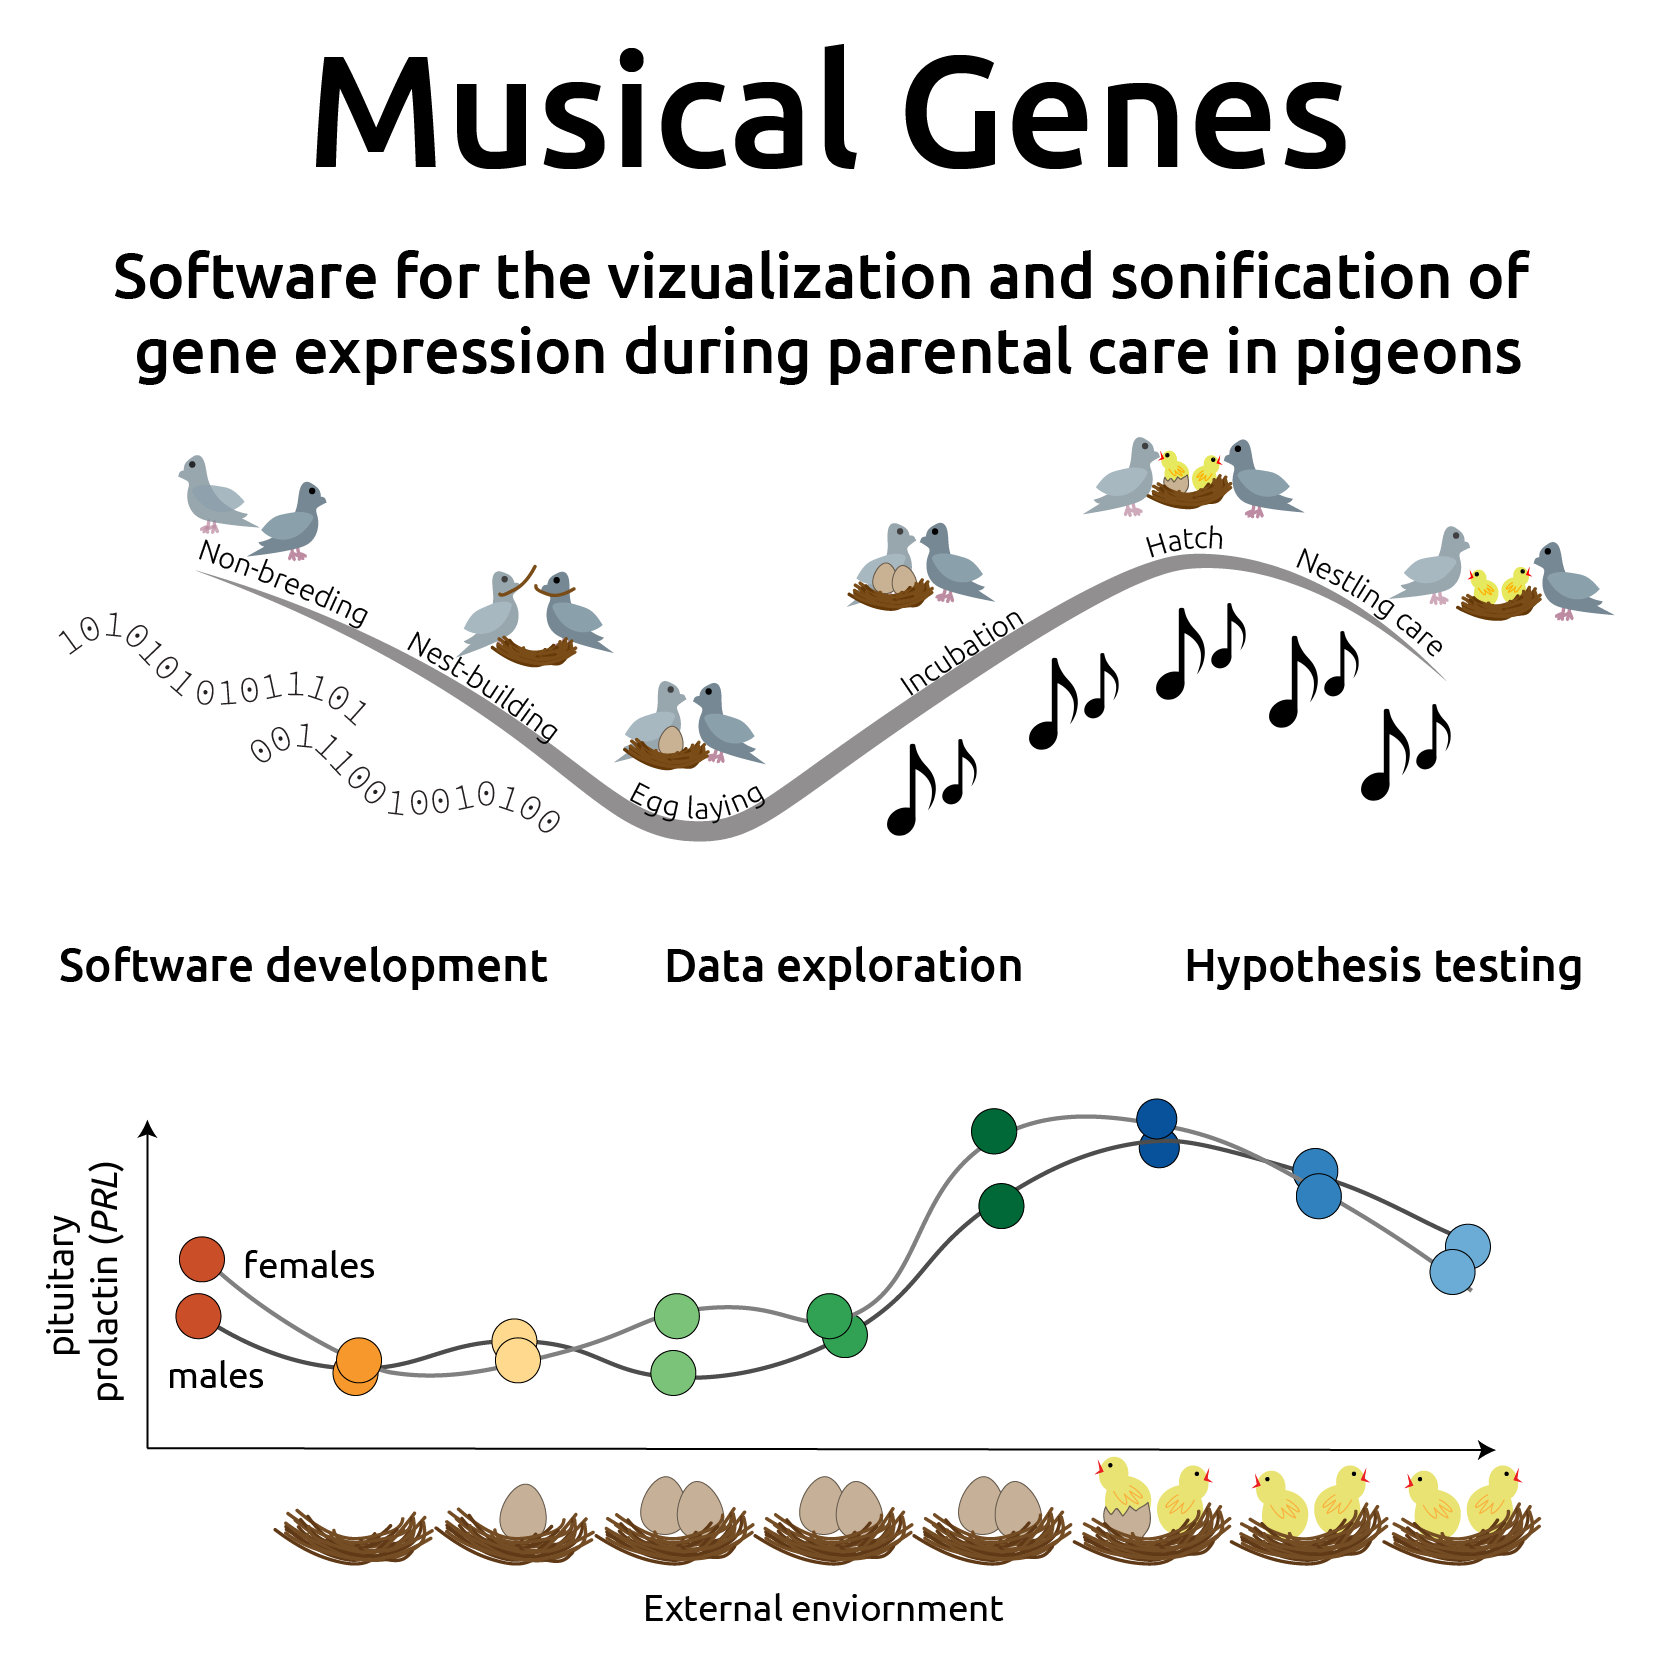 Musical Genes
Software for the vizualization and sonification of
gene expression during parental care in pigeons
Non-breeding
Nest-building
Egg laying
Incubation
Hatch
Nestling care
101010101011101
001110010010100
Software development
Data exploration
Hypothesis testing
pituitary
prolactin (PRL)
females
males
External enviornment